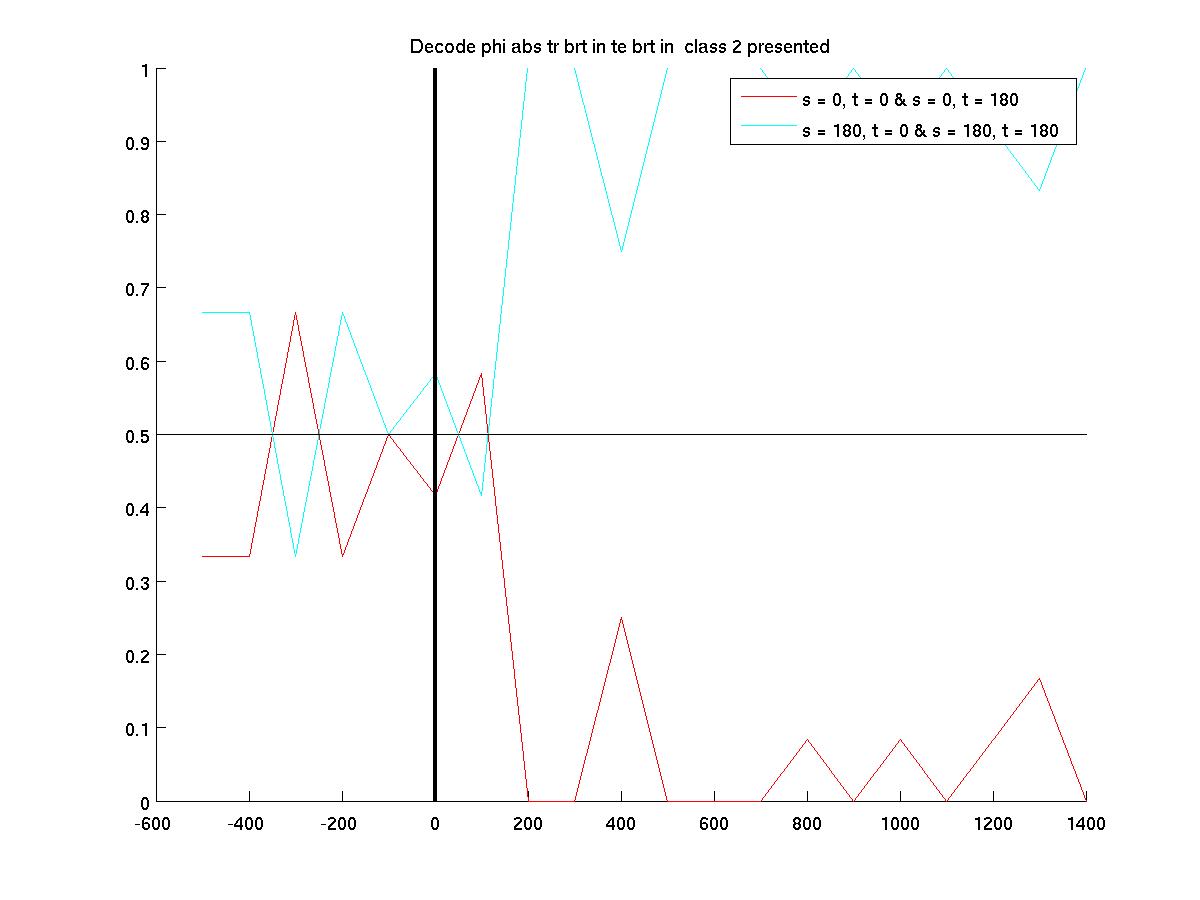 Decode phi abs tr brt in te brt in  class 2 presented
1
s = 0, t = 0 & s = 0, t = 180
s = 180, t = 0 & s = 180, t = 180
0.9
0.8
0.7
0.6
0.5
0.4
0.3
0.2
0.1
0
-600 -400 -200 0 200 400 600 800 1000 1200 1400